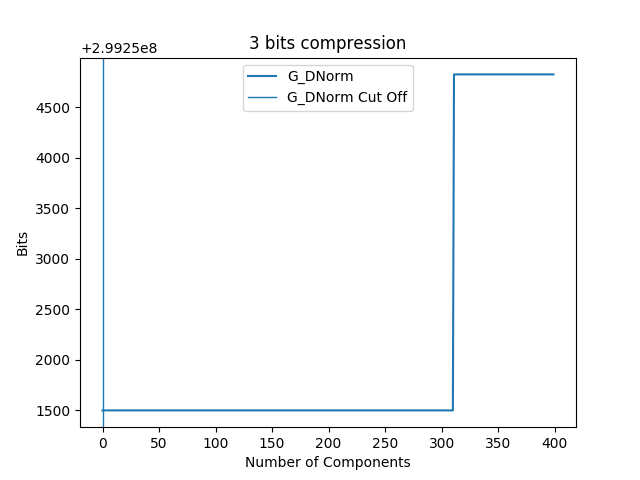 3 bits compression
+2.9925e8
G_DNorm
G_DNorm Cut Off
4500
4000
3500
3000
2500
2000
1500
Bits
0 50 100 150 200 250 300 350 400
Number of Components